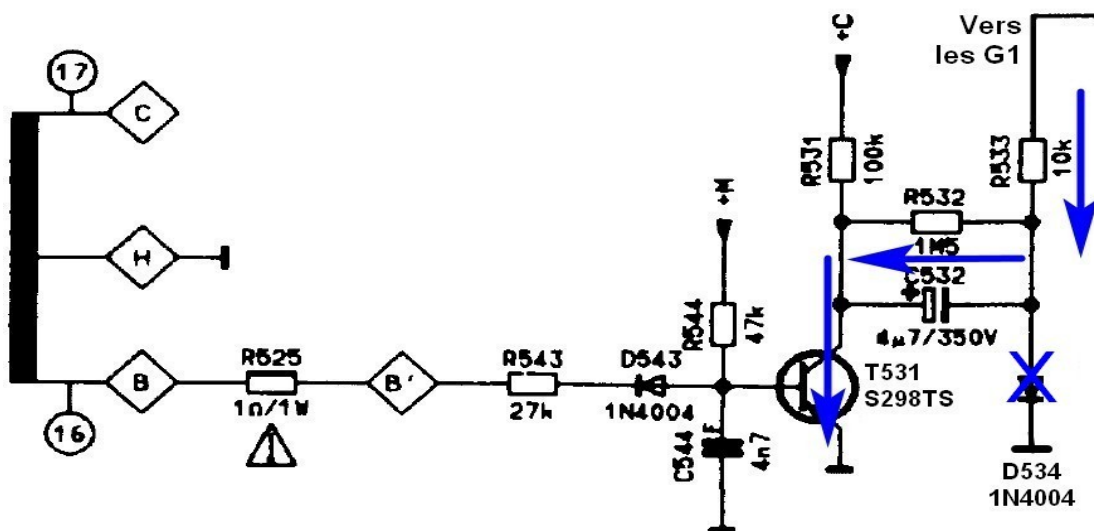 17
C
H
16
B
R525
1n/1W
B'
R543
27k
D543
1N4004
+M
R544
47k
C544
4n7
+C
R531
100k
R532
1M5
C532
+
4µ7/350V
T531
S298TS
Vers
les G1
R533
10k
D534
1N4004